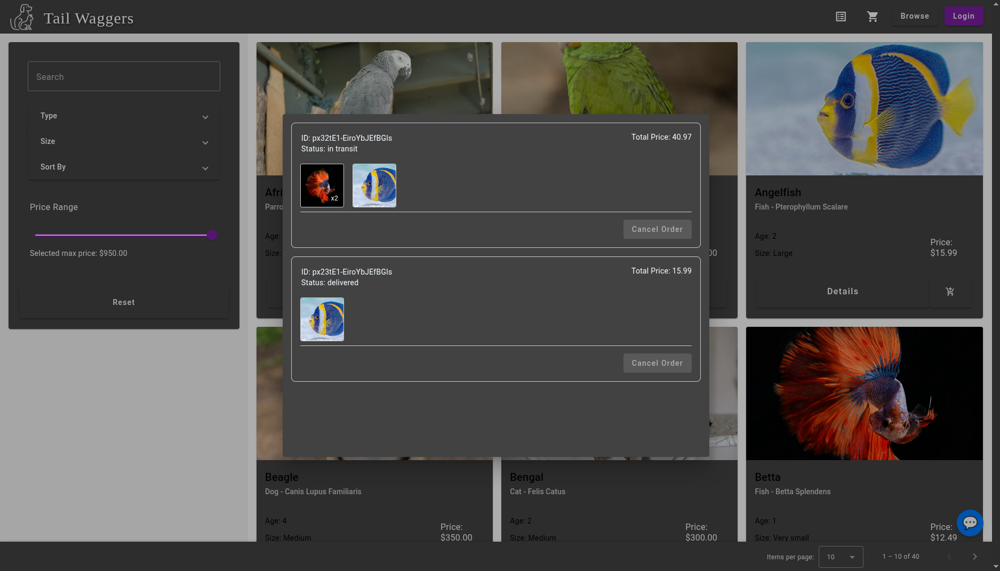 Tail Waggers
Browse
Login
Search
Type
Size
Sort By
Price Range
Selected max price: $950.00
Reset
ID: px32tE1-EiroYbJEfBGIs
Status: in transit
Total Price: 40.97
x2
Cancel Order
ID: px23tE1-EiroYbJEfBGIs
Status: delivered
Total Price: 15.99
Cancel Order
Afri
Parro
Age:
Size:
00
Angelfish
Fish - Pterophyllum Scalare
Age: 2
Size: Large
Price:
$15.99
Details
Beagle
Dog - Canis Lupus Familiaris
Age: 4
Size: Medium
Price:
$350.00
Bengal
Cat - Felis Catus
Age: 2
Size: Medium
Price:
$300.00
Betta
Fish - Betta Splendens
Age: 1
Size: Very small
Price:
$12.49
Items per page:
10
1 – 10 of 40